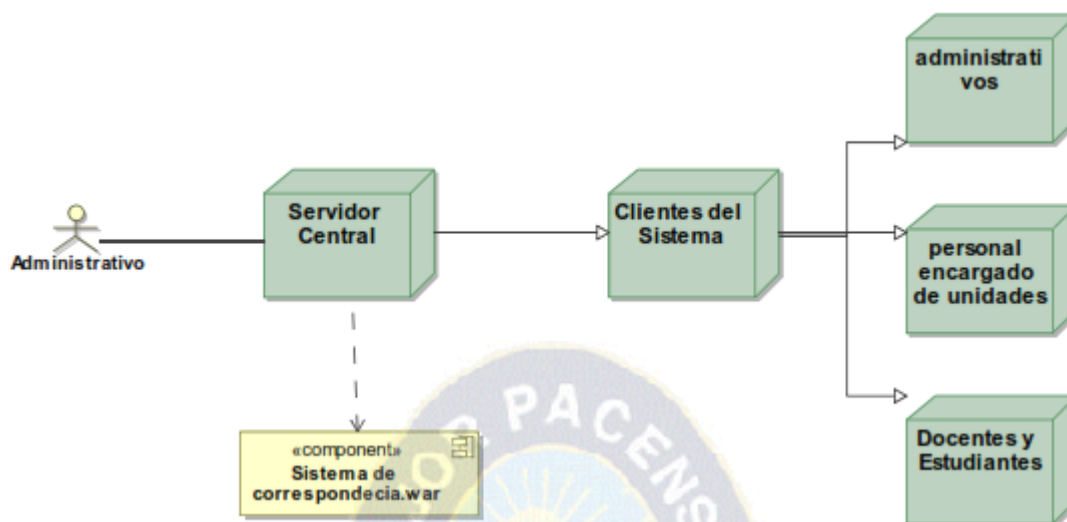 administrati
vos
Servidor
Central
Clientes del
Sistema
Administrativo
personal
encargado
de unidades
«component»
Sistema de
correspondecia.war
Docentes y
Estudiantes
OR PACENS